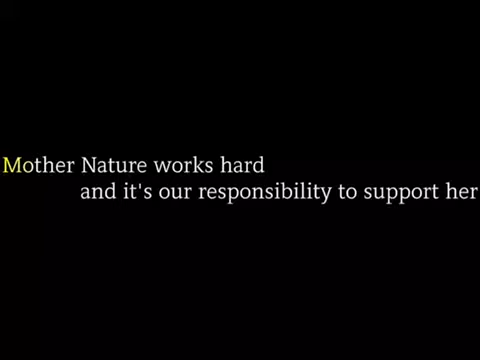 Mother Nature works hard
and it's our responsibility to support her